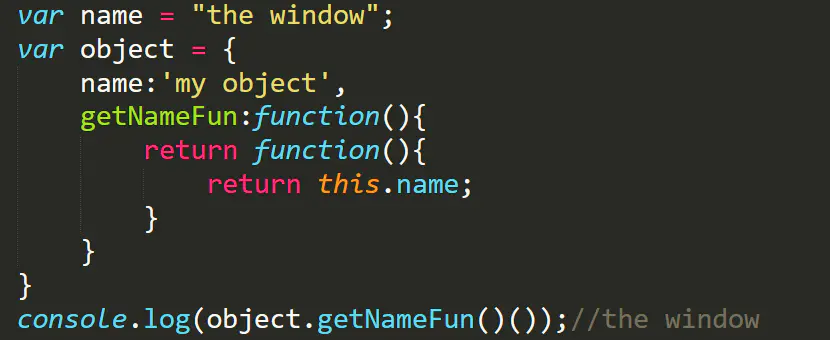 var name = "the window";
var object = {
    name:'my object',
    getNameFun:function(){
        return function(){
            return this.name;
        }
    }
}
console.log(object.getNameFun()());//the window